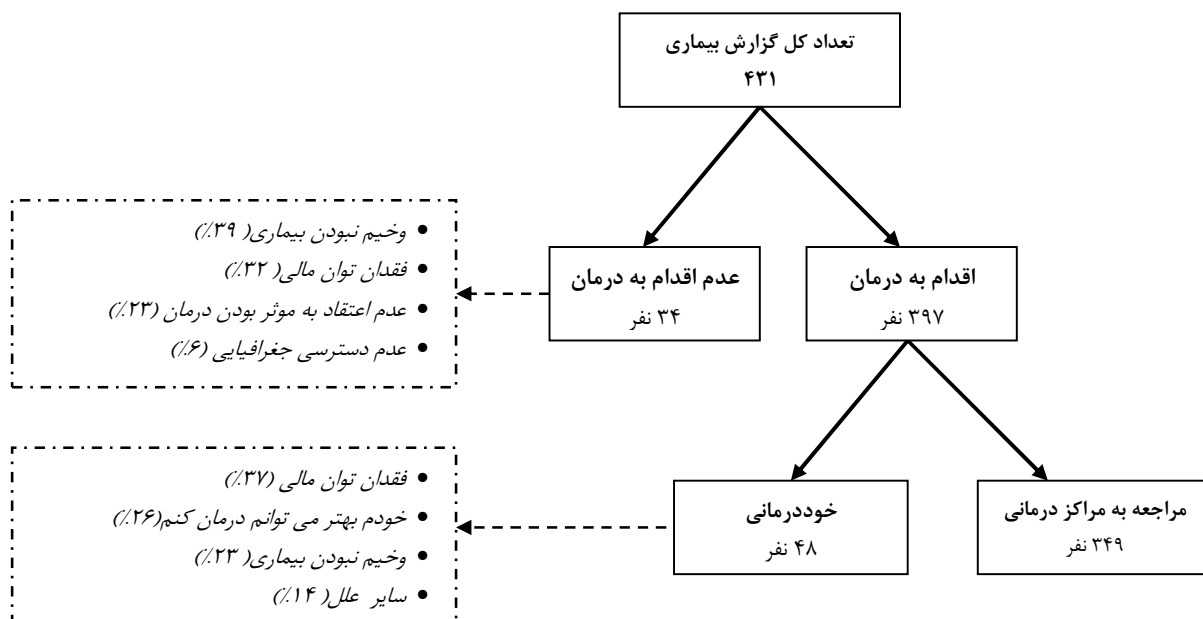 تعداد کل گزارش بیماری
۴۳۱
اقدام به درمان
۳۹۷ نفر
عدم اقدام به درمان
۳۴ نفر
• وخیم نبودن بیماری( ۳۹٪)
• فقدان توان مالی( ۳۲٪)
• عدم اعتقاد به موثر بودن درمان (۲۳٪)
• عدم دسترسی جغرافیایی (۶٪)
مراجعه به مراکز درمانی
۳۴۹ نفر
خوددرمانی
۴۸ نفر
• فقدان توان مالی (۳۷٪)
• خودم بهتر می توانم درمان کنم(۲۶٪)
• وخیم نبودن بیماری( ۲۳٪)
• سایر علل( ۱۴٪)